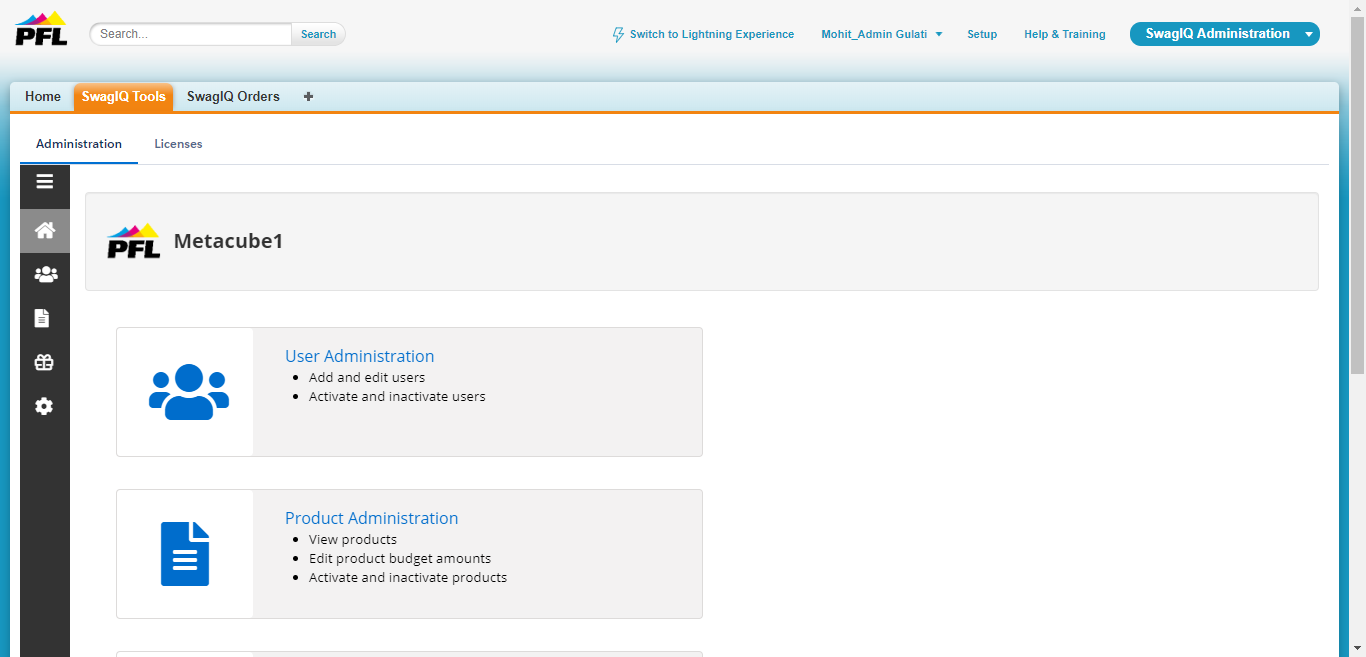 PFL
Search...
Search
Switch to Lightning Experience
Mohit_Admin Gulati
Setup
Help & Training
SwagIQ Administration
Home
SwagIQ Tools
SwagIQ Orders
Administration
Licenses
PFL
Metacube1
User Administration
Add and edit users
Activate and inactivate users
Product Administration
View products
Edit product budget amounts
Activate and inactivate products